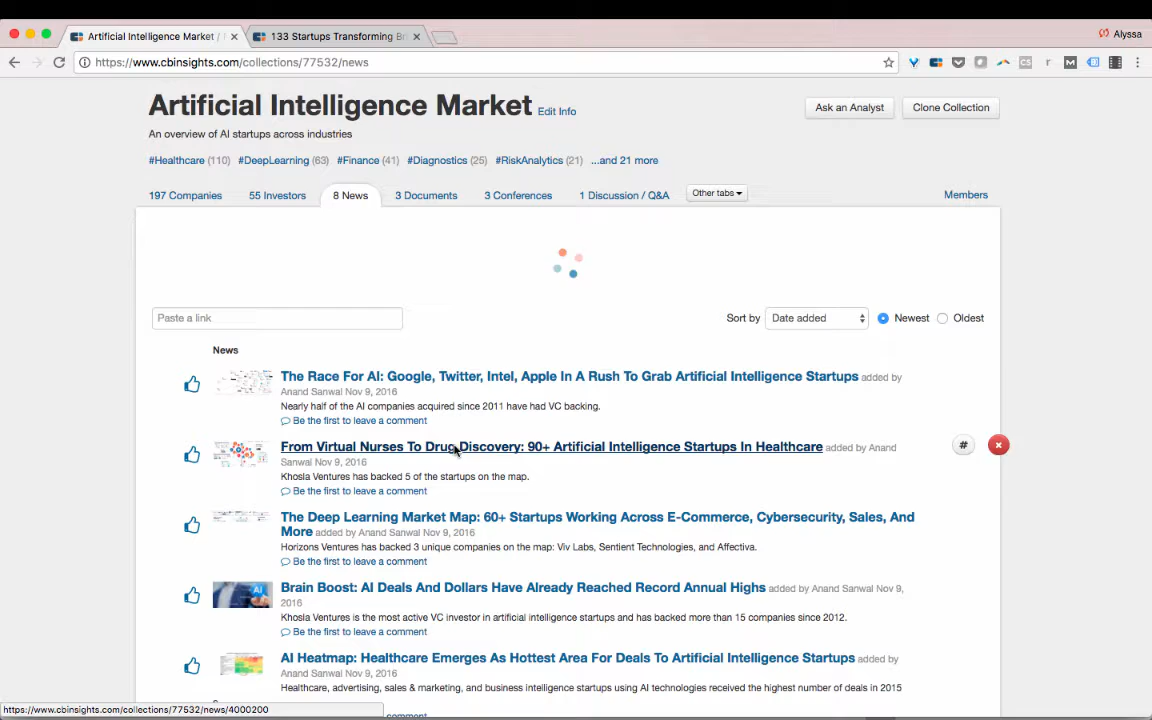 Artificial Intelligence Market /
133 Startups Transforming Br
Alyssa
https://www.cbinsights.com/collections/77532/news
Artificial Intelligence Market Edit Info
Ask an Analyst
Clone Collection
An overview of AI startups across industries
#Healthcare (110) #DeepLearning (63) #Finance (41) #Diagnostics (25) #RiskAnalytics (21) ...and 21 more
197 Companies 55 Investors 8 News 3 Documents 3 Conferences 1 Discussion / Q&A Other tabs Members
Paste a link
Sort by Date added Newest Oldest
News
The Race For AI: Google, Twitter, Intel, Apple In A Rush To Grab Artificial Intelligence Startups added by
Anand Sanwal Nov 9, 2016
Nearly half of the AI companies acquired since 2011 have had VC backing.
Be the first to leave a comment
From Virtual Nurses To Drug Discovery: 90+ Artificial Intelligence Startups In Healthcare added by Anand
#
Sanwal Nov 9, 2016
Khosla Ventures has backed 5 of the startups on the map.
Be the first to leave a comment
The Deep Learning Market Map: 60+ Startups Working Across E-Commerce, Cybersecurity, Sales, And
More added by Anand Sanwal Nov 9, 2016
Horizons Ventures has backed 3 unique companies on the map: Viv Labs, Sentient Technologies, and Affectiva.
Be the first to leave a comment
AI
Brain Boost: AI Deals And Dollars Have Already Reached Record Annual Highs added by Anand Sanwal Nov 9,
2016
Khosla Ventures is the most active VC investor in artificial intelligence startups and has backed more than 15 companies since 2012.
Be the first to leave a comment
AI Heatmap: Healthcare Emerges As Hottest Area For Deals To Artificial Intelligence Startups added by
Anand Sanwal Nov 9, 2016
Healthcare, advertising, sales & marketing, and business intelligence startups using AI technologies received the highest number of deals in 2015
https://www.cbinsights.com/collections/77532/news/4000200
comment